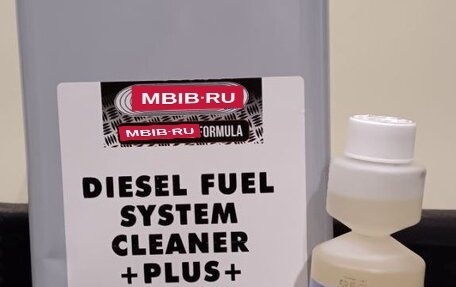 MBIB·RU
MBIB·RU FORMULA
DIESEL FUEL
SYSTEM
CLEANER
+PLUS+